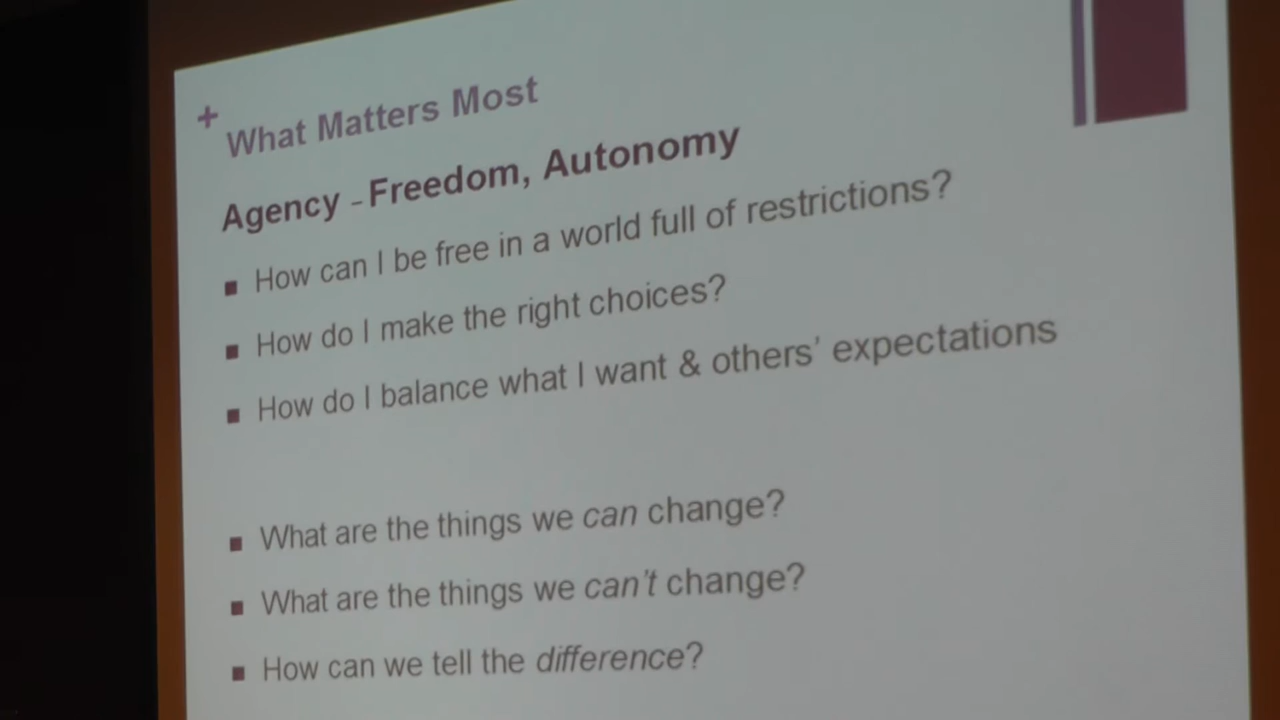 +
What Matters Most
Agency – Freedom, Autonomy
▪ How can I be free in a world full of restrictions?
▪ How do I make the right choices?
▪ How do I balance what I want & others’ expectations
▪ What are the things we can change?
▪ What are the things we can’t change?
▪ How can we tell the difference?